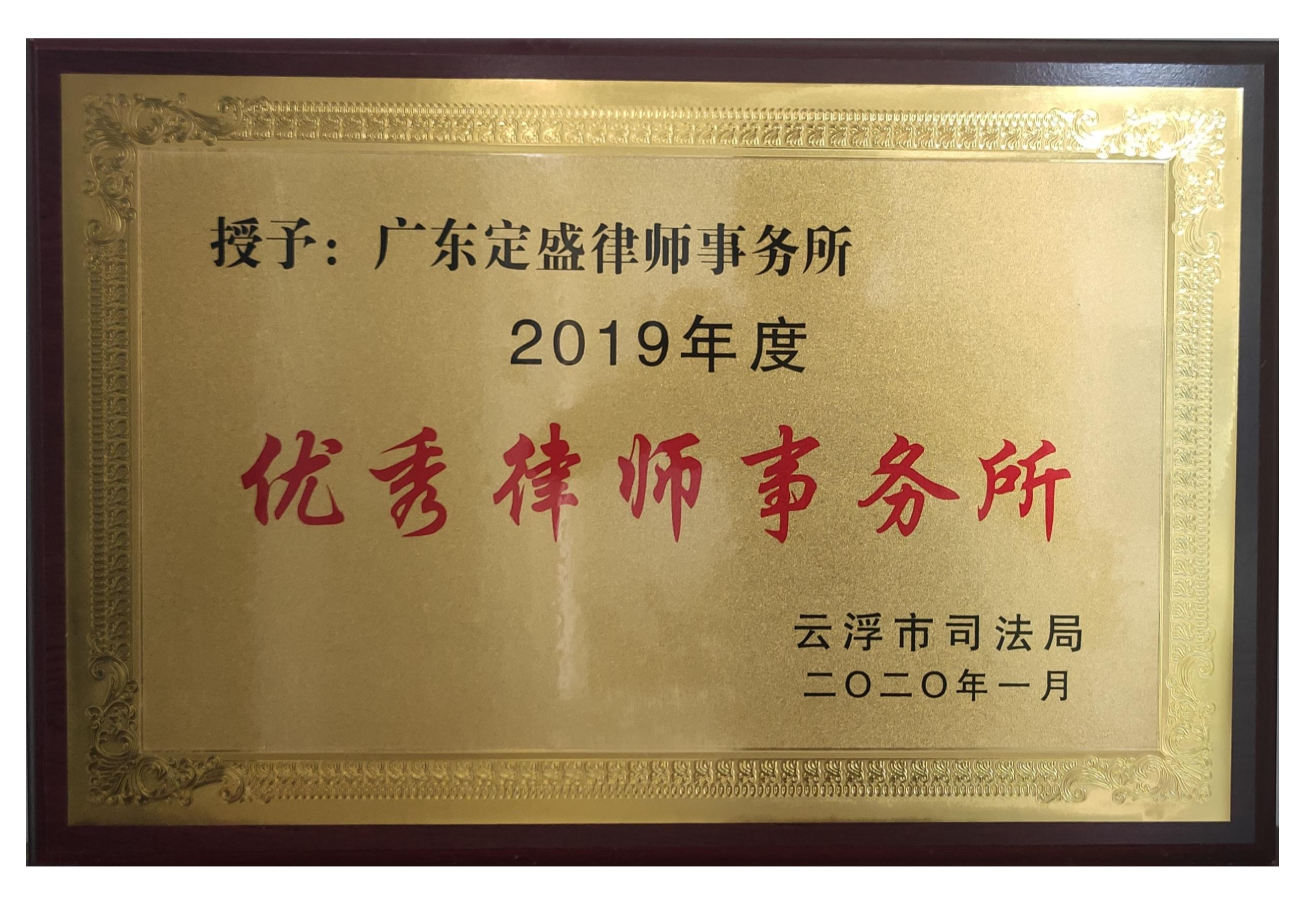 授予：广东定盛律师事务所
2019年度
优秀律师事务所
云浮市司法局
二〇二〇年一月